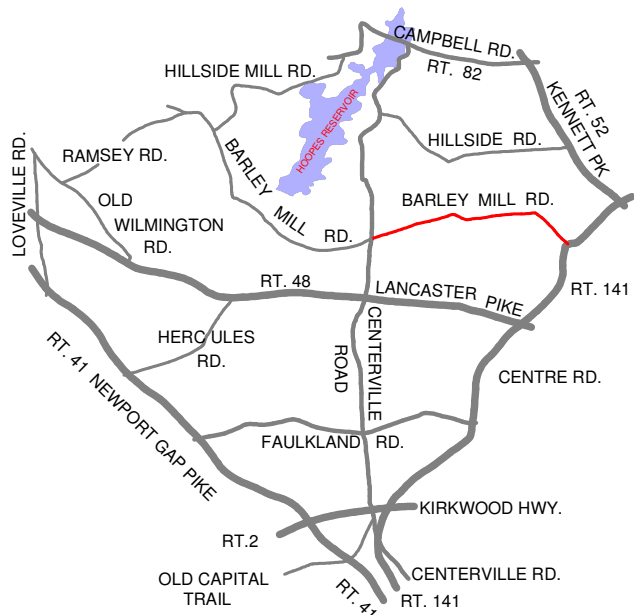 CAMPBELL RD.
RT. 82
HILLSIDE MILL RD.
HOOPES RESERVOIR
RT. 52
KENNETT PK
HILLSIDE RD.
RAMSEY RD.
BARLEY MILL RD.
BARLEY MILL RD.
LOVEVILLE RD.
OLD
WILMINGTON
RD.
RT. 48
LANCASTER PIKE
RT. 141
HERCULES
RD.
CENTERVILLE
ROAD
CENTRE RD.
RT. 41 NEWPORT GAP PIKE
FAULKLAND RD.
KIRKWOOD HWY.
RT.2
OLD CAPITAL
TRAIL
CENTERVILLE RD.
RT. 41
RT. 141